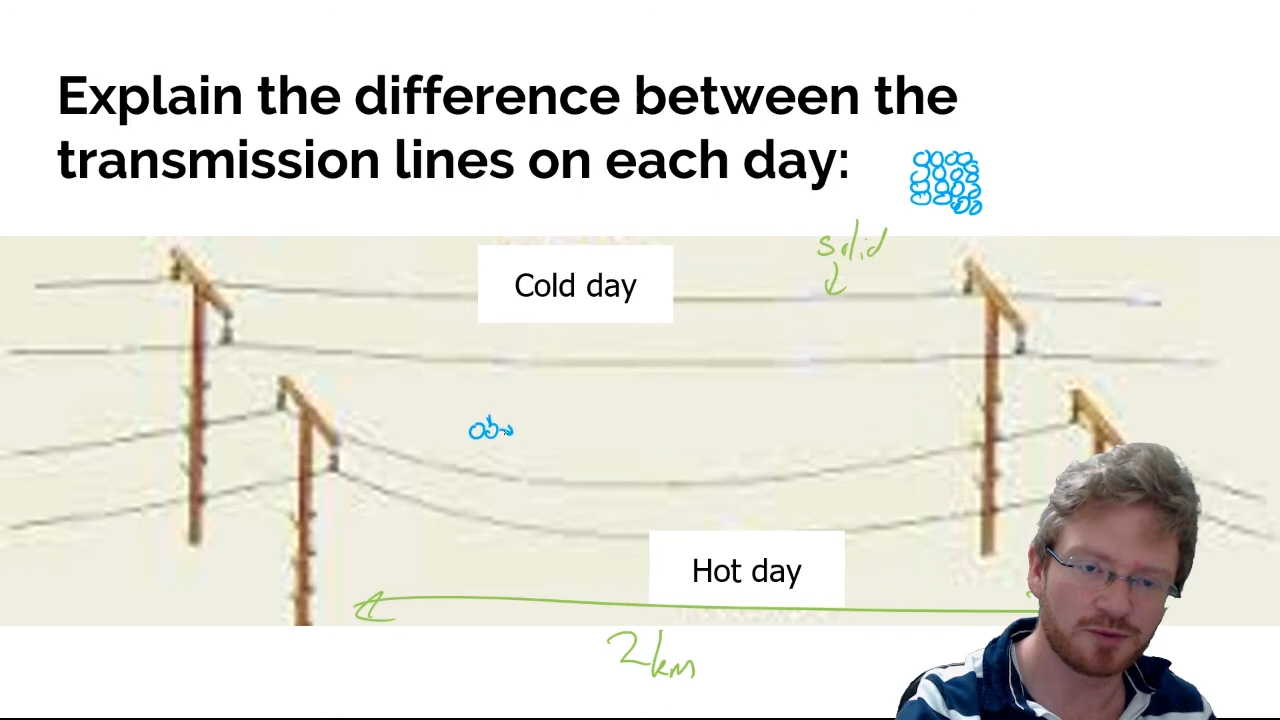 Explain the difference between the
transmission lines on each day:
solid
Cold day
Hot day
2km